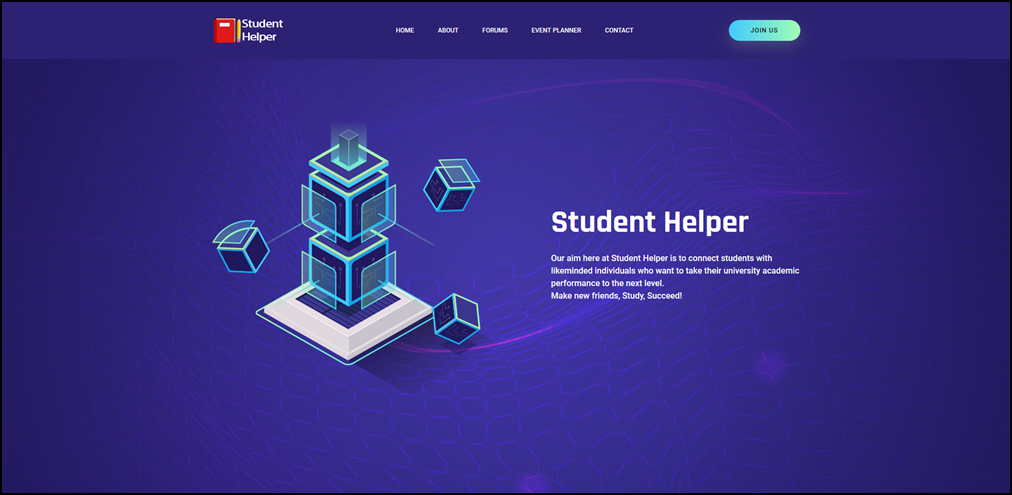 Student
Helper
HOME ABOUT FORUMS EVENT PLANNER CONTACT
JOIN US
Student Helper
Our aim here at Student Helper is to connect students with
likeminded individuals who want to take their university academic
performance to the next level.
Make new friends, Study, Succeed!